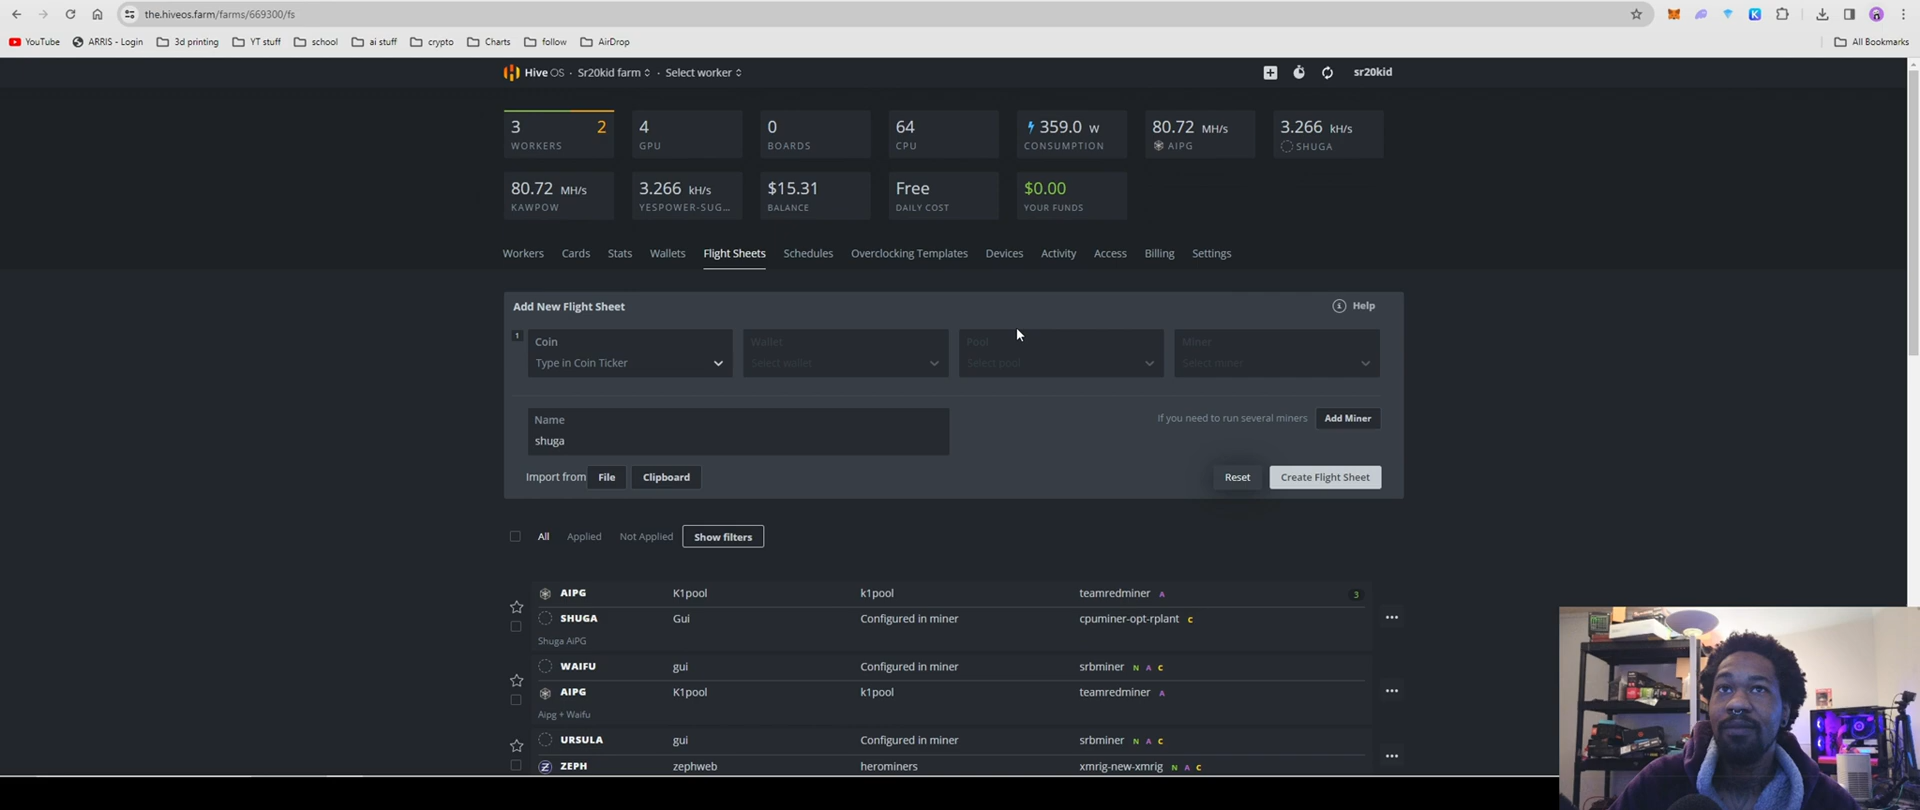 the.hiveos.farm/farms/669300/fs
YouTube ARRIS - Login 3d printing YT stuff school ai stuff crypto Charts follow AirDrop All Bookmarks
Hive OS · Sr20kid farm · Select worker sr20kid
3 2 4 0 64 359.0 W 80.72 MH/s 3.266 kH/s
WORKERS GPU BOARDS CPU CONSUMPTION AIPG SHUGA
80.72 MH/s 3.266 kH/s $15.31 Free $0.00
KAWPOW YESPOWER-SUG... BALANCE DAILY COST YOUR FUNDS
Workers Cards Stats Wallets Flight Sheets Schedules Overclocking Templates Devices Activity Access Billing Settings
Add New Flight Sheet Help
1 Coin Wallet Pool Miner
Type in Coin Ticker Select wallet Select pool Select miner
Name If you need to run several miners Add Miner
shuga
Import from File Clipboard Reset Create Flight Sheet
All Applied Not Applied Show filters
AIPG K1pool k1pool teamredminer A 3
SHUGA Gui Configured in miner cpuminer-opt-rplant C
Shuga AiPG
WAIFU gui Configured in miner srbminer N A C
AIPG K1pool k1pool teamredminer A
Aipg + Waifu
URSULA gui Configured in miner srbminer N A C
ZEPH zephweb herominers xmrig-new-xmrig N A C